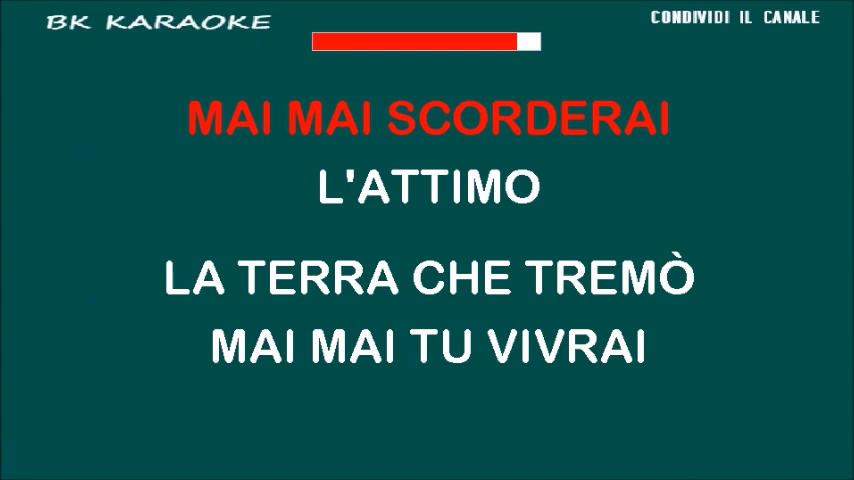 BK KARAOKE
CONDIVIDI IL CANALE
MAI MAI SCORDERAI
L'ATTIMO
LA TERRA CHE TREMÒ
MAI MAI TU VIVRAI